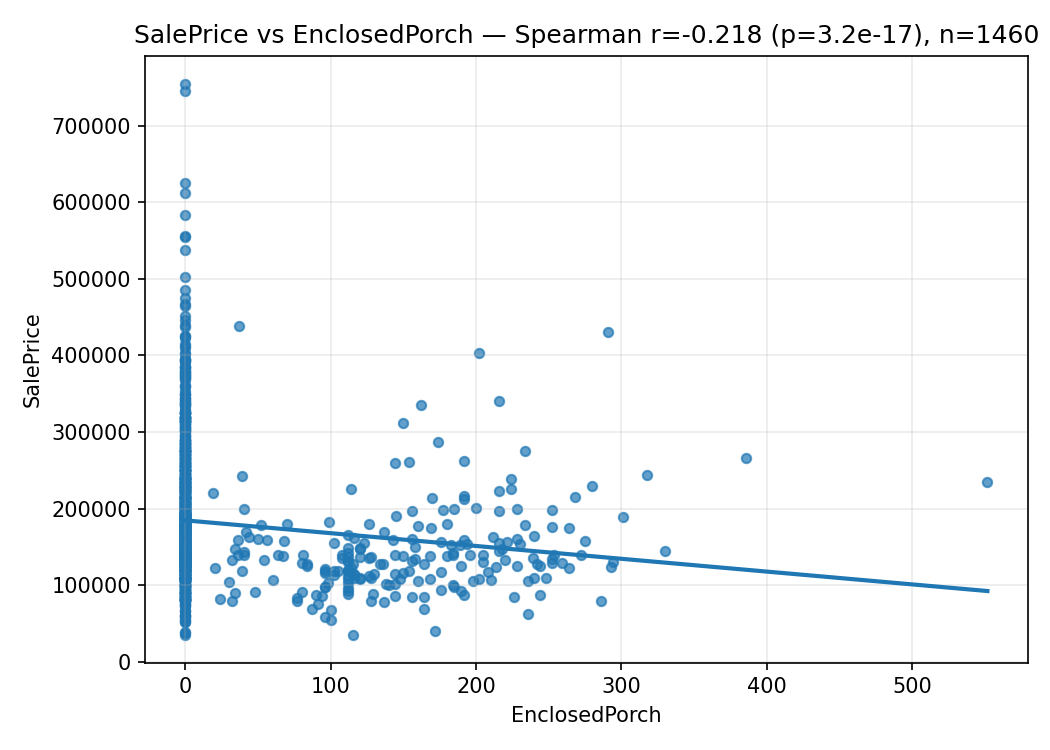 SalePrice vs EnclosedPorch — Spearman r=-0.218 (p=3.2e-17), n=1460
700000
600000
500000
400000
300000
200000
100000
0
SalePrice
0 100 200 300 400 500
EnclosedPorch